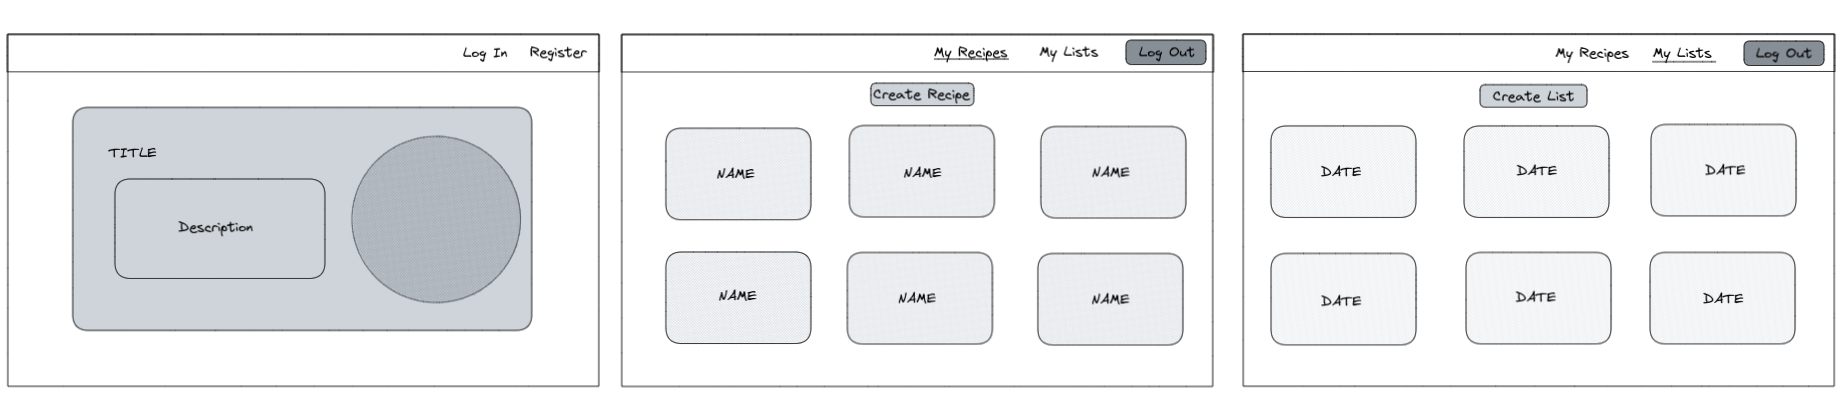 Log In Register
TITLE
Description
My Recipes My Lists Log Out
Create Recipe
NAME NAME NAME
NAME NAME NAME
My Recipes My Lists Log Out
Create List
DATE DATE DATE
DATE DATE DATE